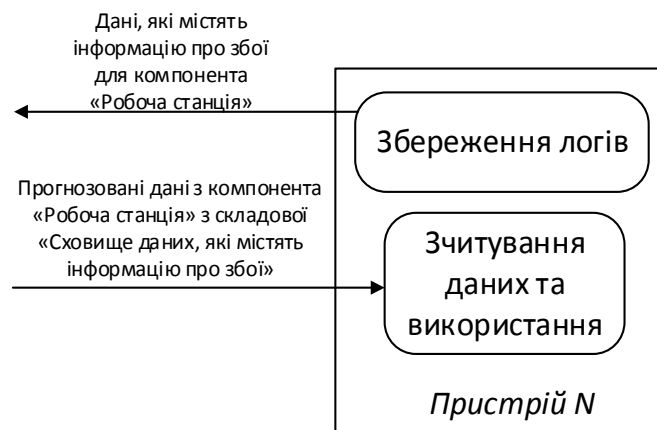 Дані, які містять
інформацію про збої
для компонента
«Робоча станція»
Збереження логів
Прогнозовані дані з компонента
«Робоча станція» з складової
«Сховище даних, які містять
інформацію про збої»
Зчитування
даних та
використання
Пристрій N